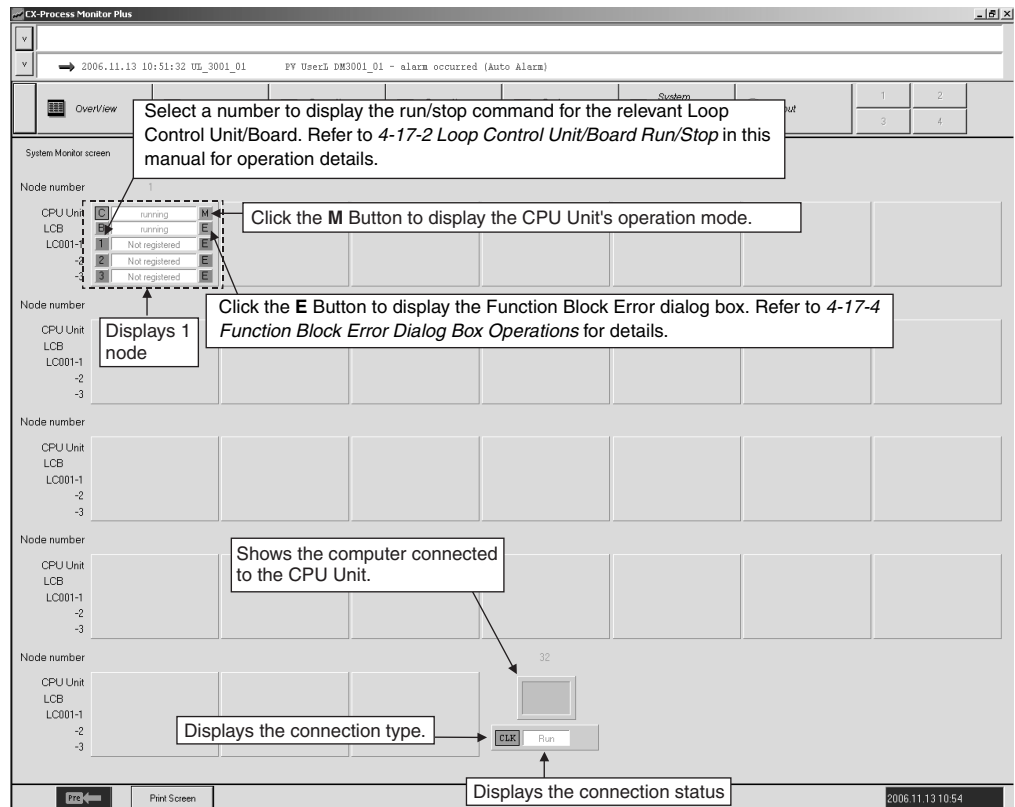 CX-Process Monitor Plus
v
v 2006.11.13 10:51:32 UL_3001_01 PV UserL DM3001_01 - alarm occurred (Auto Alarm)
OverView
System
out
1 2
3 4
Select a number to display the run/stop command for the relevant Loop
Control Unit/Board. Refer to 4-17-2 Loop Control Unit/Board Run/Stop in this
manual for operation details.
System Monitor screen
Node number 1
CPU Unit C running M
LCB B running E
LC001-1 1 Not registered E
-2 2 Not registered E
-3 3 Not registered E
Click the M Button to display the CPU Unit's operation mode.
Click the E Button to display the Function Block Error dialog box. Refer to 4-17-4
Function Block Error Dialog Box Operations for details.
Displays 1
node
Node number
CPU Unit
LCB
LC001-1
-2
-3
Node number
CPU Unit
LCB
LC001-1
-2
-3
Node number
CPU Unit
LCB
LC001-1
-2
-3
Shows the computer connected
to the CPU Unit.
Node number 32
CPU Unit
LCB
LC001-1
-2
-3
Displays the connection type.
CLK Run
Displays the connection status
Pre Print Screen 2006.11.13 10:54